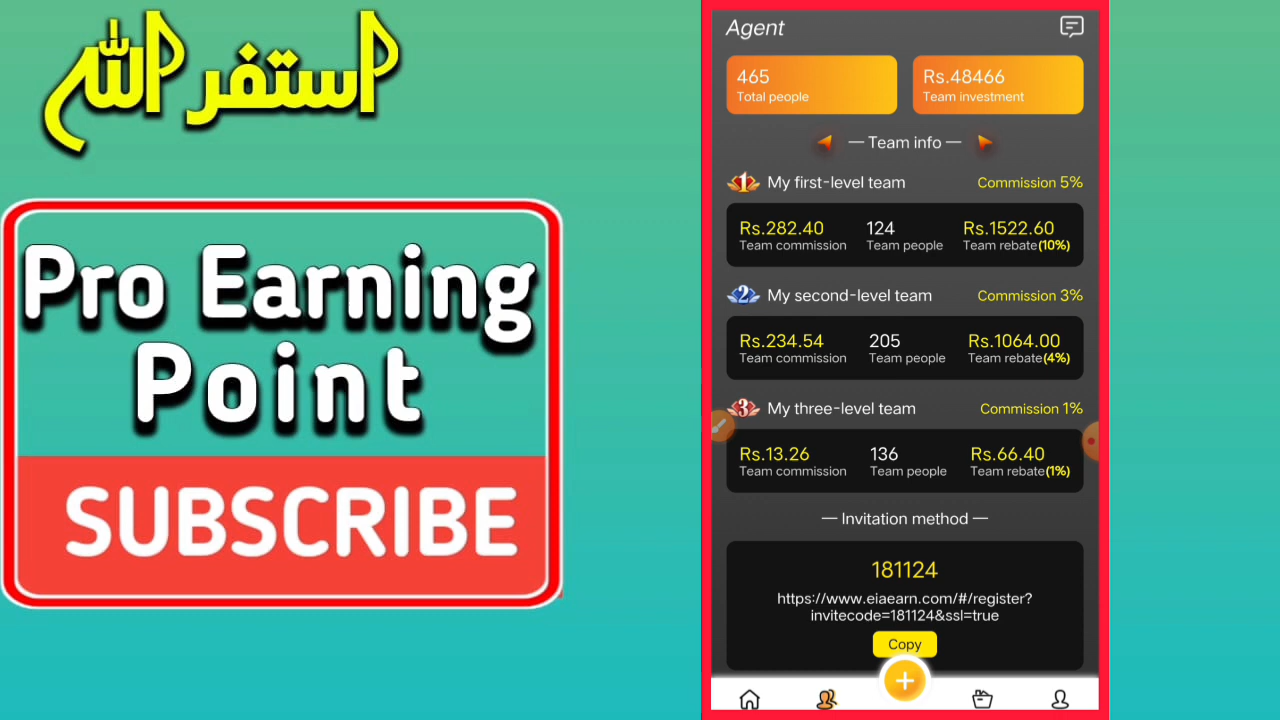 استفر اللہ
Pro Earning
Point
SUBSCRIBE
Agent
465
Total people
Rs.48466
Team investment
— Team info —
1 My first-level team Commission 5%
Rs.282.40 124 Rs.1522.60
Team commission Team people Team rebate(10%)
2 My second-level team Commission 3%
Rs.234.54 205 Rs.1064.00
Team commission Team people Team rebate(4%)
3 My three-level team Commission 1%
Rs.13.26 136 Rs.66.40
Team commission Team people Team rebate(1%)
— Invitation method —
181124
https://www.eiaearn.com/#/register?
invitecode=181124&ssl=true
Copy